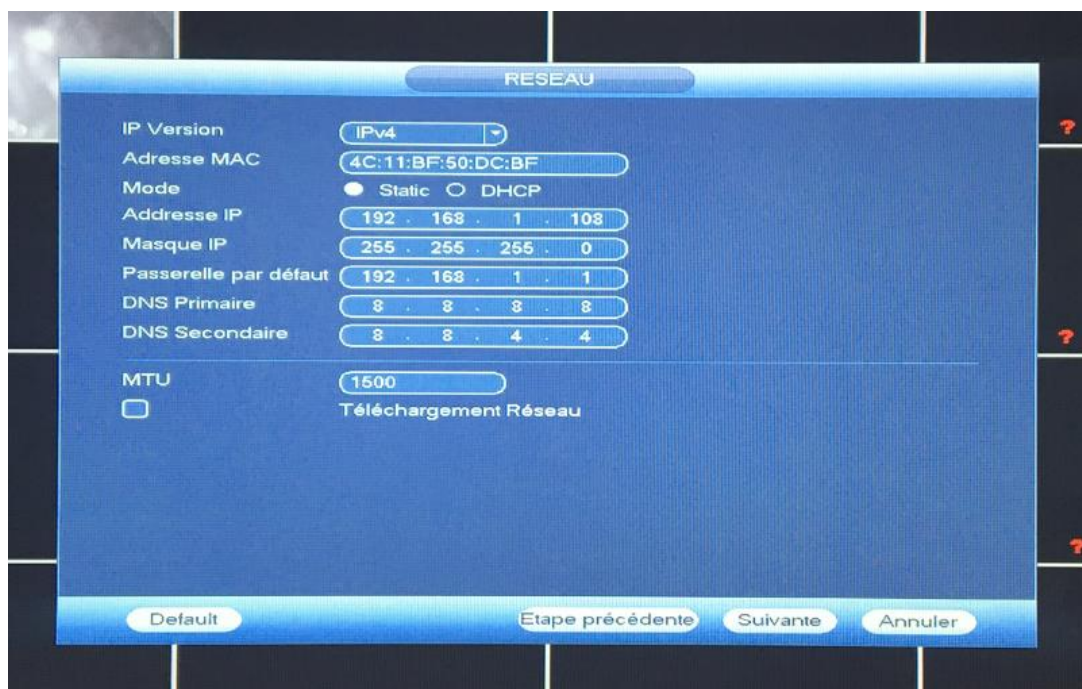 RESEAU
IP Version IPv4
Adresse MAC 4C:11:BF:50:DC:BF
Mode Static DHCP
Addresse IP 192 . 168 . 1 . 108
Masque IP 255 . 255 . 255 . 0
Passerelle par défaut 192 . 168 . 1 . 1
DNS Primaire 8 . 8 . 8 . 8
DNS Secondaire 8 . 8 . 4 . 4
MTU 1500
Téléchargement Réseau
Default Etape précédente Suivante Annuler
?
?
?